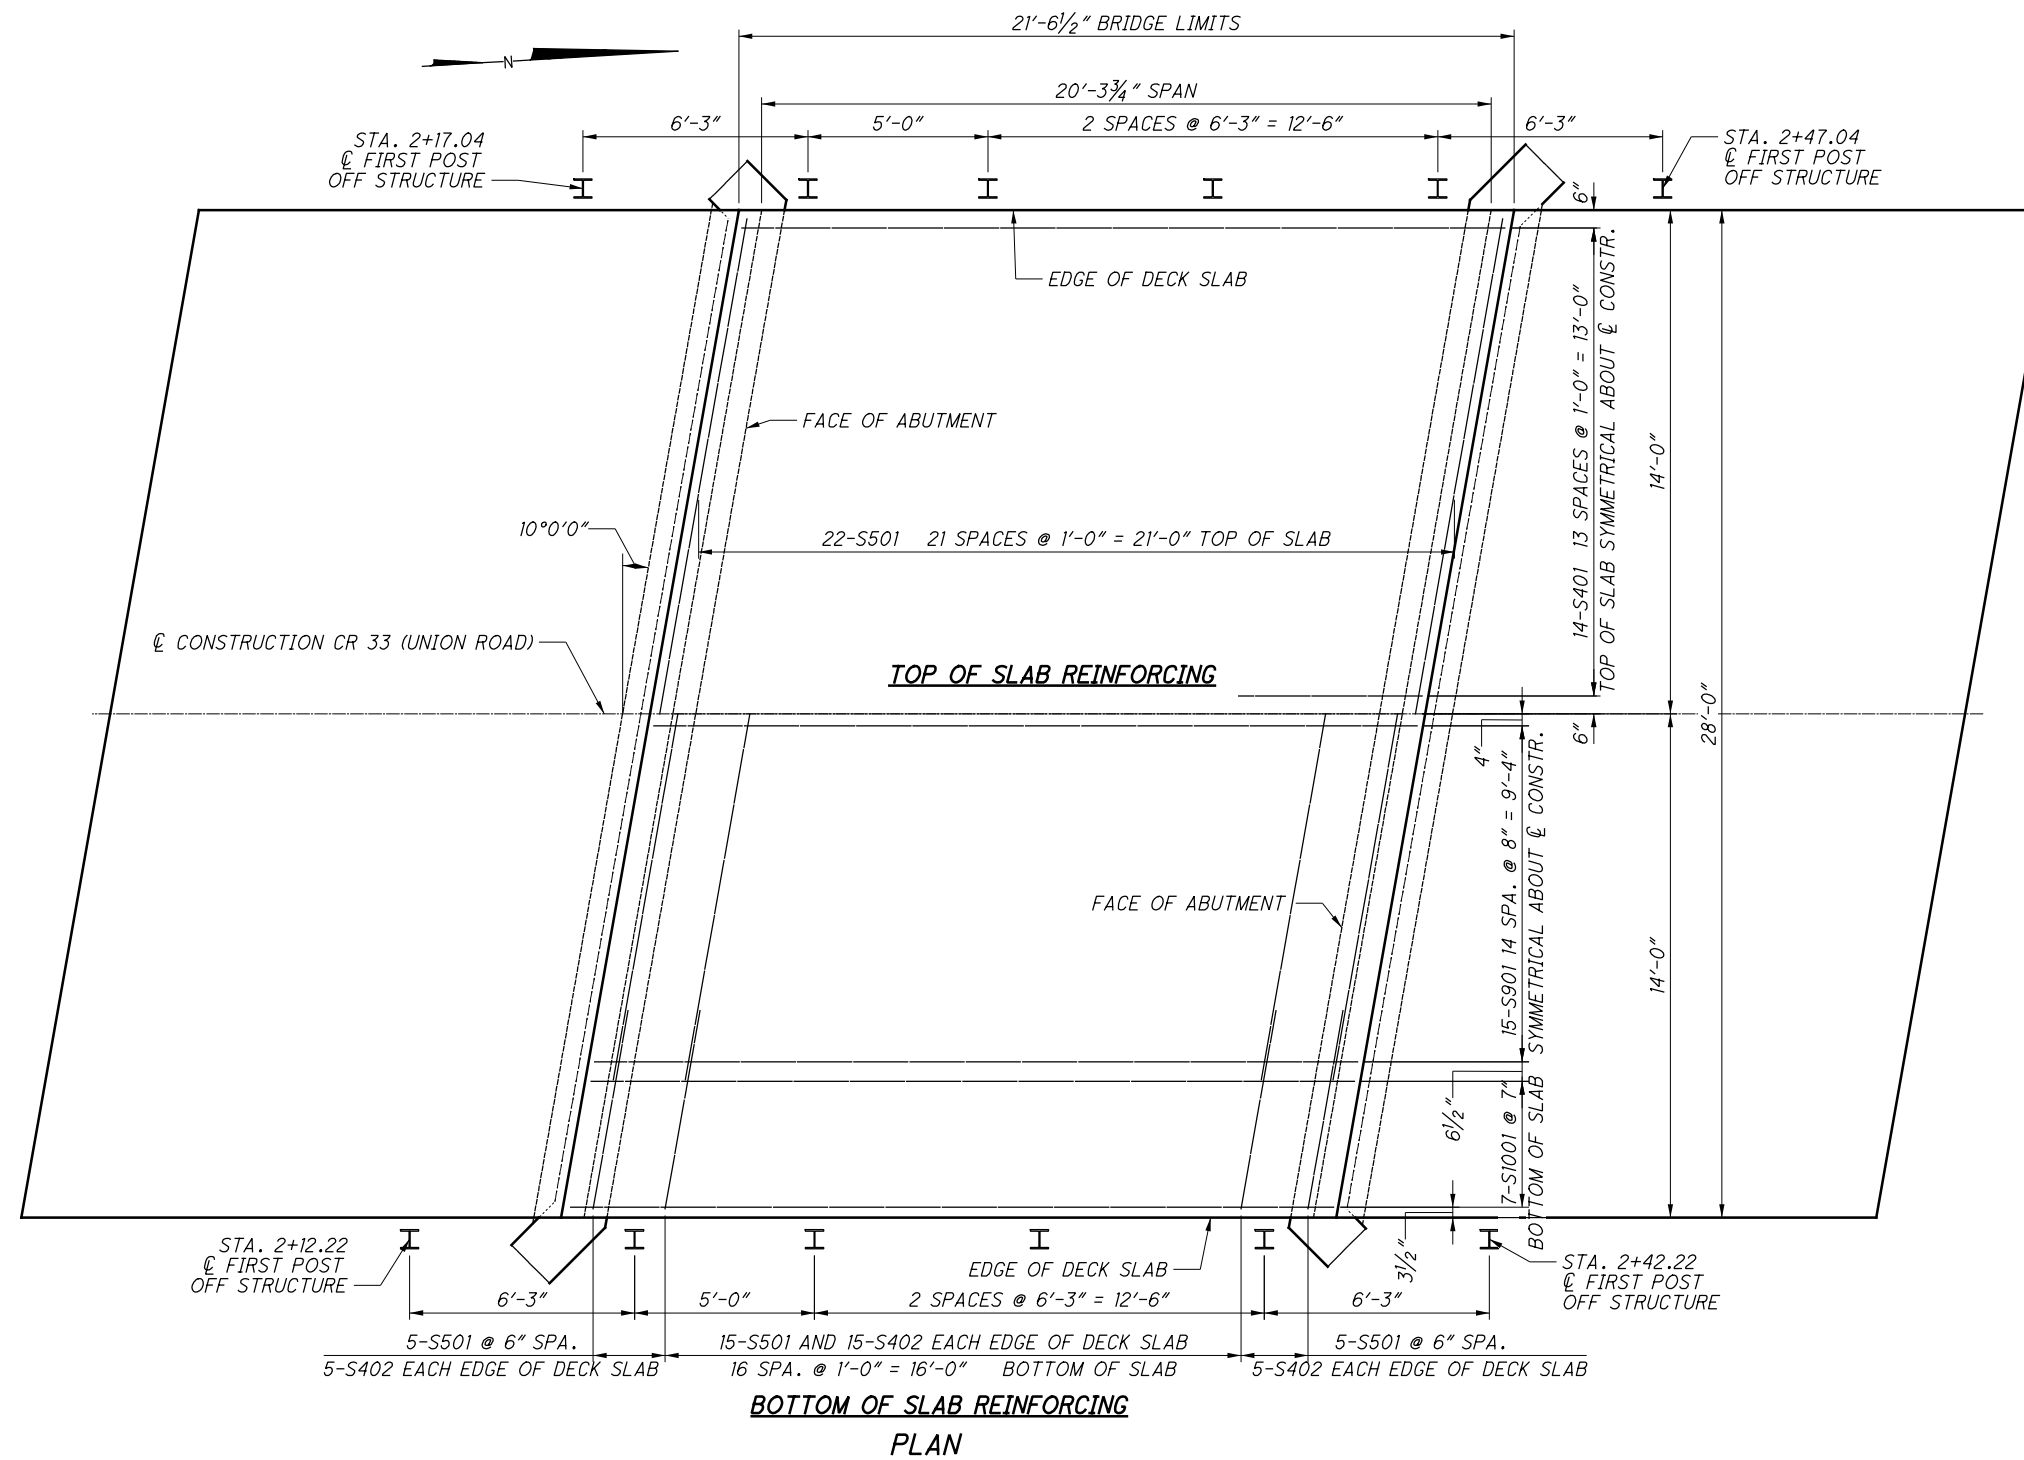 21'-6½" BRIDGE LIMITS
N
20'-3¾" SPAN
6'-3"
5'-0"
2 SPACES @ 6'-3" = 12'-6"
6'-3"
STA. 2+17.04
℄ FIRST POST
OFF STRUCTURE
STA. 2+47.04
℄ FIRST POST
OFF STRUCTURE
6"
EDGE OF DECK SLAB
14-S401 13 SPACES @ 1'-0" = 13'-0"
TOP OF SLAB SYMMETRICAL ABOUT ℄ CONSTR.
14'-0"
FACE OF ABUTMENT
10°0'0"
22-S501 21 SPACES @ 1'-0" = 21'-0" TOP OF SLAB
℄ CONSTRUCTION CR 33 (UNION ROAD)
TOP OF SLAB REINFORCING
28'-0"
6"
4"
15-S901 14 SPA. @ 8" = 9'-4"
SYMMETRICAL ABOUT ℄ CONSTR.
FACE OF ABUTMENT
14'-0"
6½"
7-S1001 @ 7"
BOTTOM OF SLAB
3½"
STA. 2+12.22
℄ FIRST POST
OFF STRUCTURE
EDGE OF DECK SLAB
STA. 2+42.22
℄ FIRST POST
OFF STRUCTURE
6'-3"
5'-0"
2 SPACES @ 6'-3" = 12'-6"
6'-3"
5-S501 @ 6" SPA.
5-S402 EACH EDGE OF DECK SLAB
15-S501 AND 15-S402 EACH EDGE OF DECK SLAB
16 SPA. @ 1'-0" = 16'-0" BOTTOM OF SLAB
5-S501 @ 6" SPA.
5-S402 EACH EDGE OF DECK SLAB
BOTTOM OF SLAB REINFORCING
PLAN